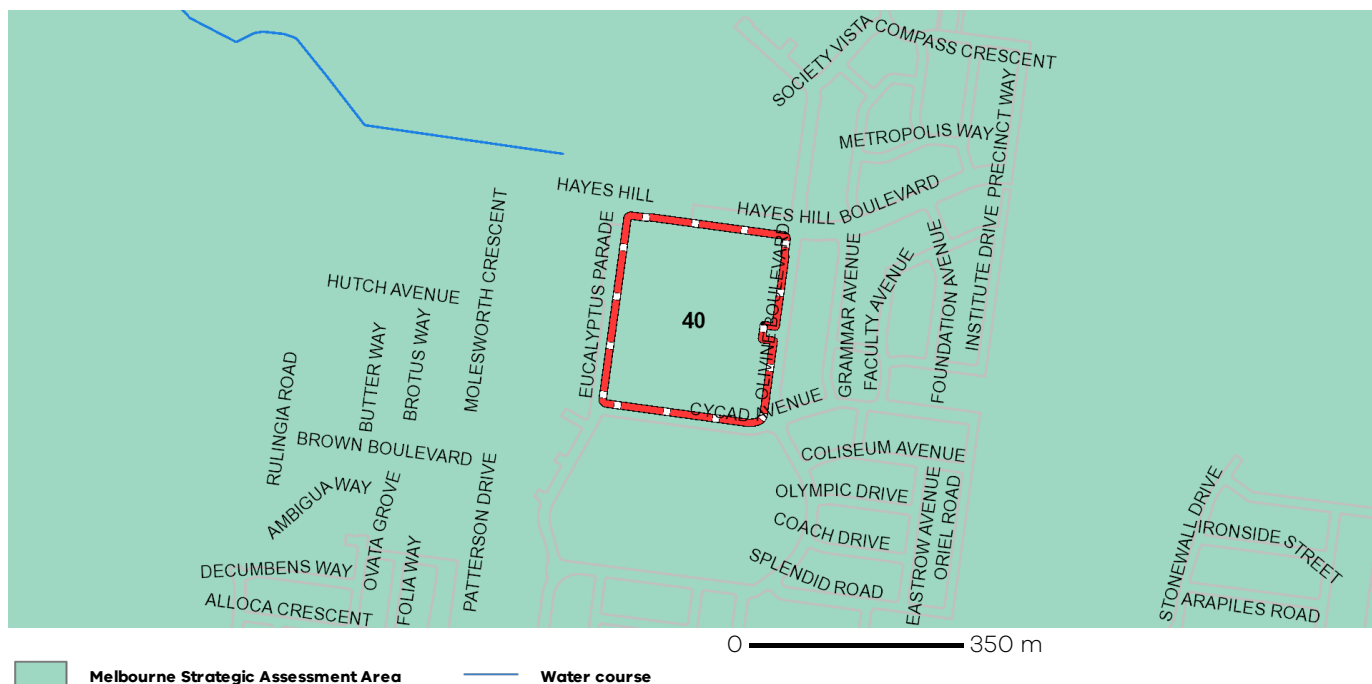 SOCIETY VISTA
COMPASS CRESCENT
METROPOLIS WAY
PRECINCT WAY
HAYES HILL
HAYES HILL BOULEVARD
MOLESWORTH CRESCENT
EUCALYPTUS PARADE
OLIVINE BOULEVARD
GRAMMAR AVENUE
FACULTY AVENUE
FOUNDATION AVENUE
INSTITUTE DRIVE
HUTCH AVENUE
40
BUTTER WAY
BROTUS WAY
RULINGIA ROAD
CYCAD AVENUE
BROWN BOULEVARD
COLISEUM AVENUE
AMBIGUA WAY
OVATA GROVE
PATTERSON DRIVE
OLYMPIC DRIVE
EASTROW AVENUE
ORIEL ROAD
COACH DRIVE
STONEWALL DRIVE
IRONSIDE STREET
DECUMBENS WAY
FOLIA WAY
SPLENDID ROAD
ALLOCA CRESCENT
ARAPILES ROAD
0 350 m
Melbourne Strategic Assessment Area
Water course